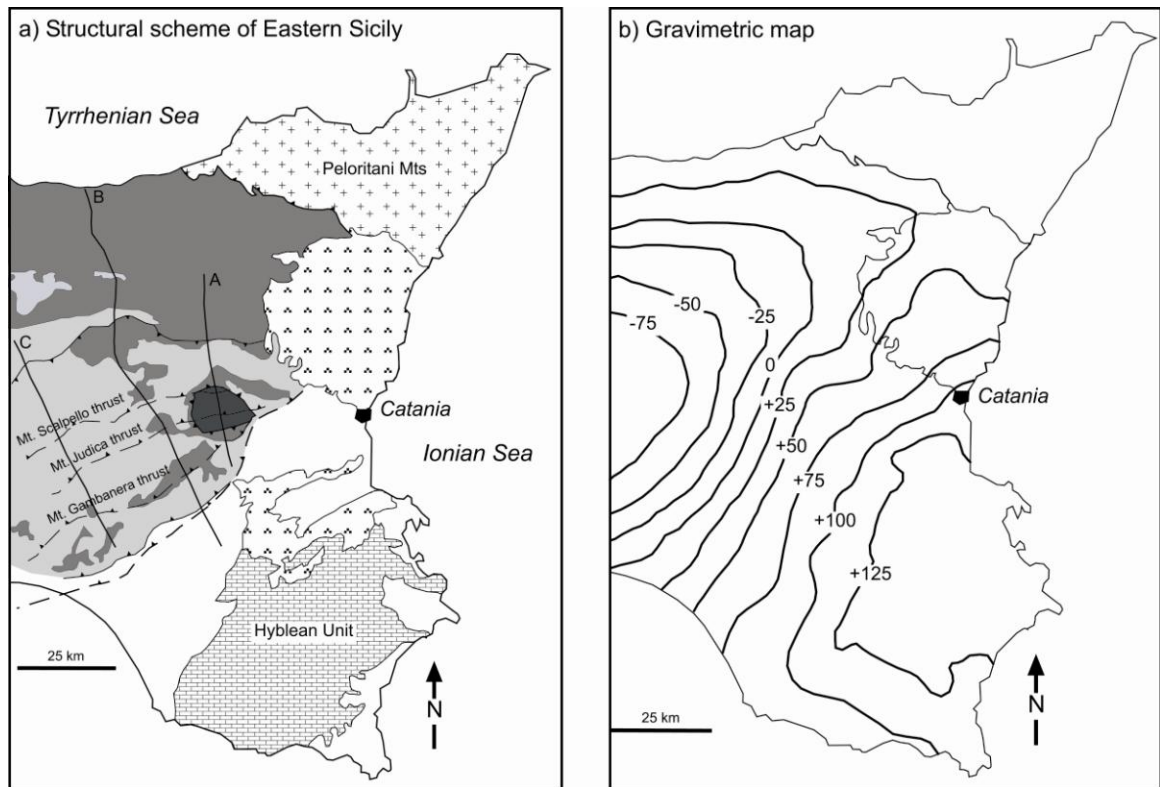 a) Structural scheme of Eastern Sicily
Tyrrhenian Sea
Peloritani Mts
B
A
C
Mt. Scalpello thrust
Mt. Judica thrust
Mt. Gambanera thrust
Catania
Ionian Sea
Hyblean Unit
25 km
N
b) Gravimetric map
-50
-25
-75
0
+25
Catania
+50
+75
+100
+125
25 km
N